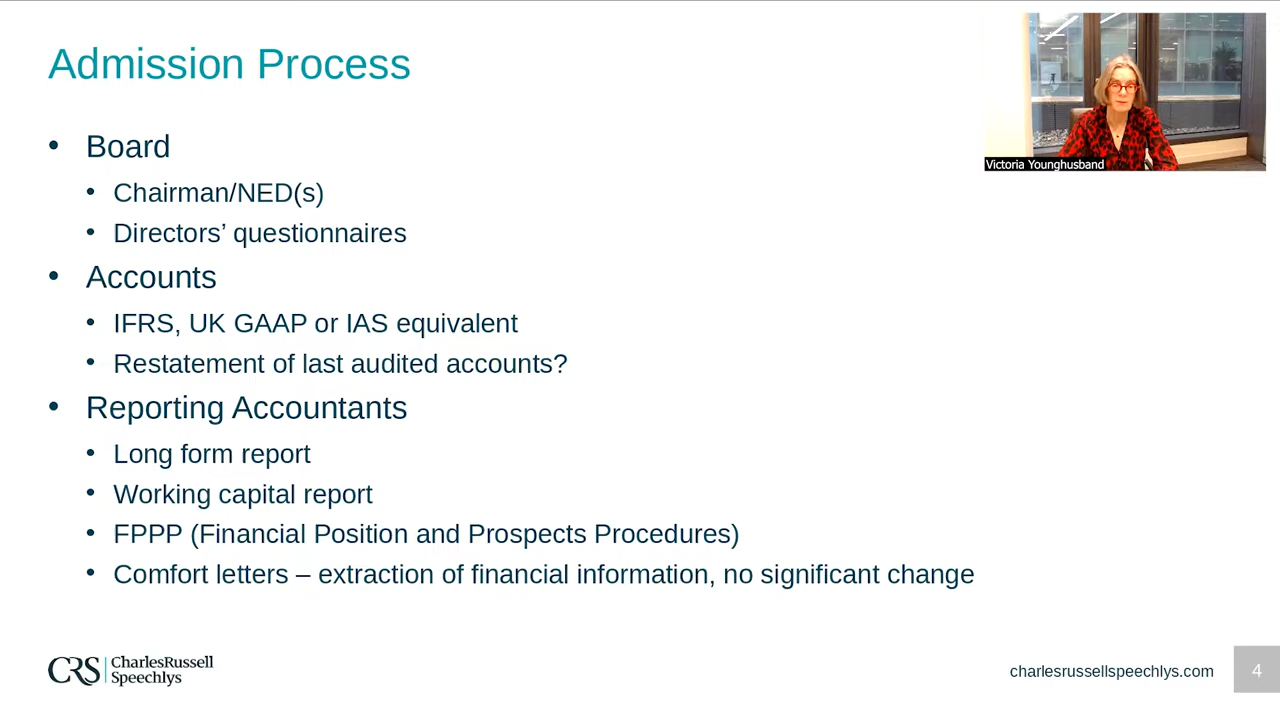 Admission Process
Victoria Younghusband
• Board
• Chairman/NED(s)
• Directors’ questionnaires
• Accounts
• IFRS, UK GAAP or IAS equivalent
• Restatement of last audited accounts?
• Reporting Accountants
• Long form report
• Working capital report
• FPPP (Financial Position and Prospects Procedures)
• Comfort letters – extraction of financial information, no significant change
CRS CharlesRussell
Speechlys
charlesrussellspeechlys.com
4